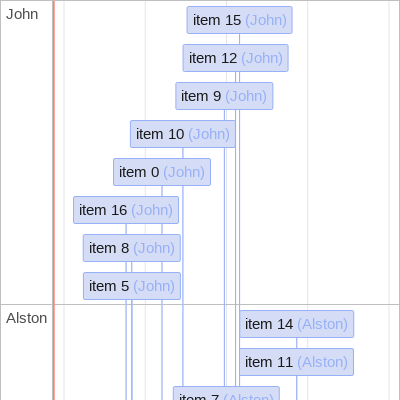 John
item 15 (John)
item 12 (John)
item 9 (John)
item 10 (John)
item 0 (John)
item 16 (John)
item 8 (John)
item 5 (John)
Alston
item 14 (Alston)
item 11 (Alston)
item 7 (Alston)